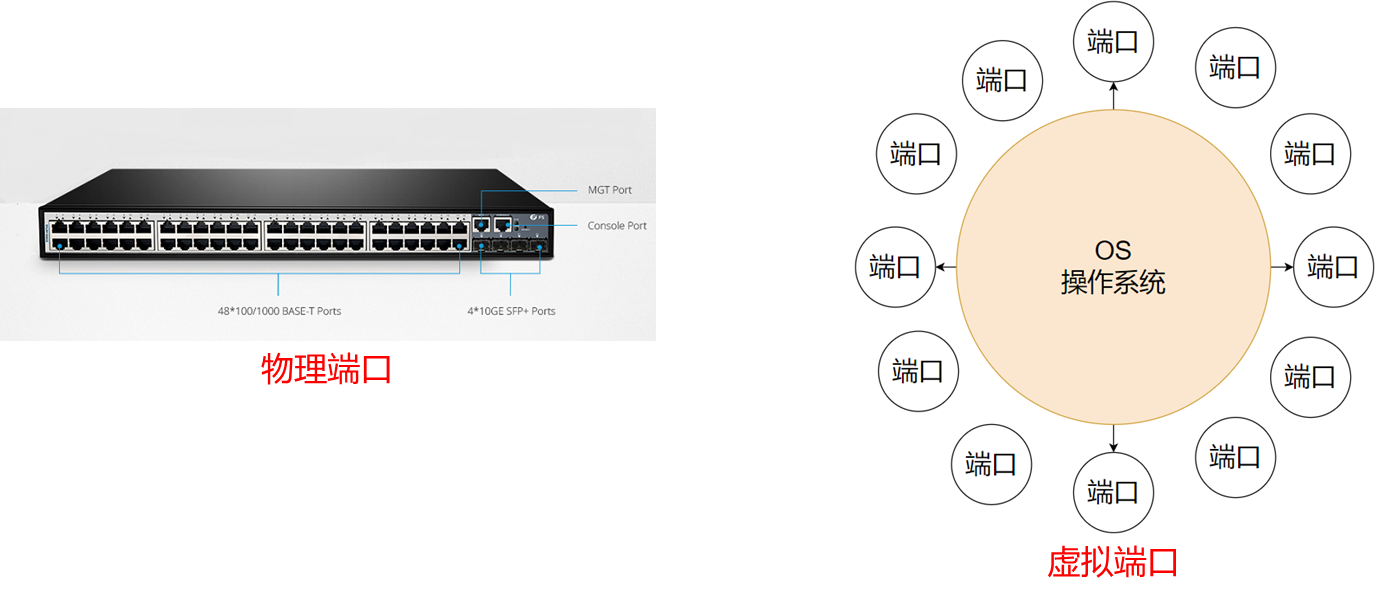 MGT Port
Console Port
FS
48*100/1000 BASE-T Ports
4*10GE SFP+ Ports
物理端口
端口
端口
端口
端口
端口
端口
OS
操作系统
端口
端口
端口
端口
端口
端口
虚拟端口